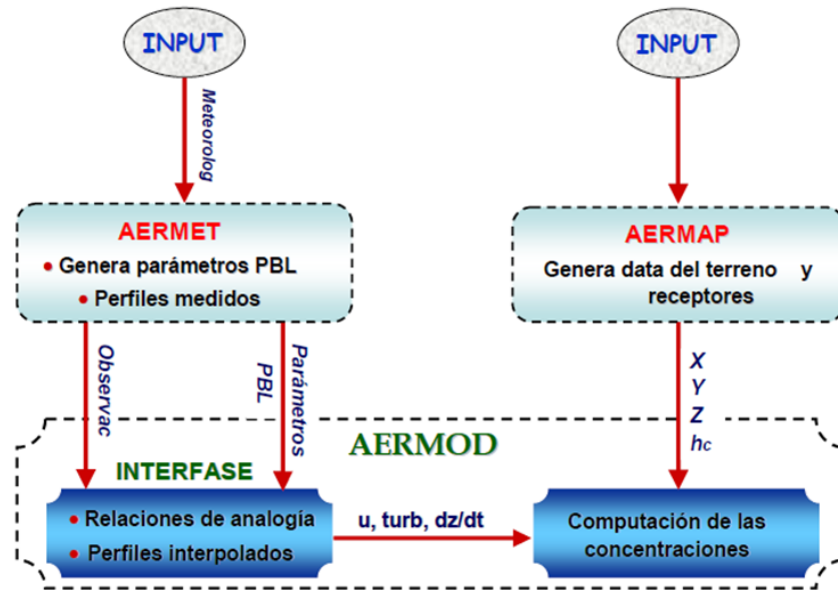 INPUT
INPUT
Meteorolog
AERMET
• Genera parámetros PBL
• Perfiles medidos
AERMAP
Genera data del terreno y
receptores
Observac
Parámetros
PBL
X
Y
Z
hc
AERMOD
INTERFASE
• Relaciones de analogía
• Perfiles interpolados
u, turb, dz/dt
Computación de las
concentraciones